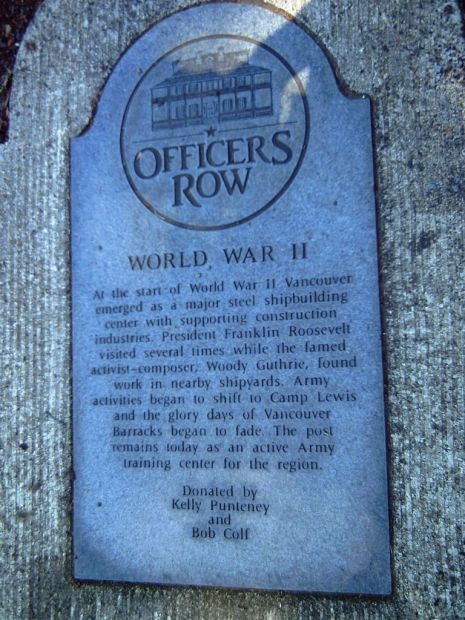 OFFICERS
ROW
WORLD WAR II
At the start of World War II Vancouver
emerged as a major steel shipbuilding
center with supporting construction
industries. President Franklin Roosevelt
visited several times while the famed
activist-composer, Woody Guthrie, found
work in nearby shipyards. Army
activities began to shift to Camp Lewis
and the glory days of Vancouver
Barracks began to fade. The post
remains today as an active Army
training center for the region.
Donated by
Kelly Punteney
and
Bob Colf